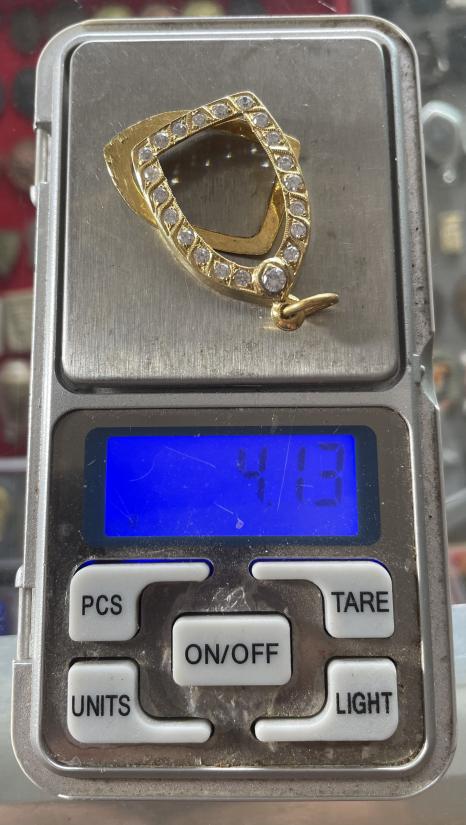 4.13
PCS
TARE
ON/OFF
UNITS
LIGHT